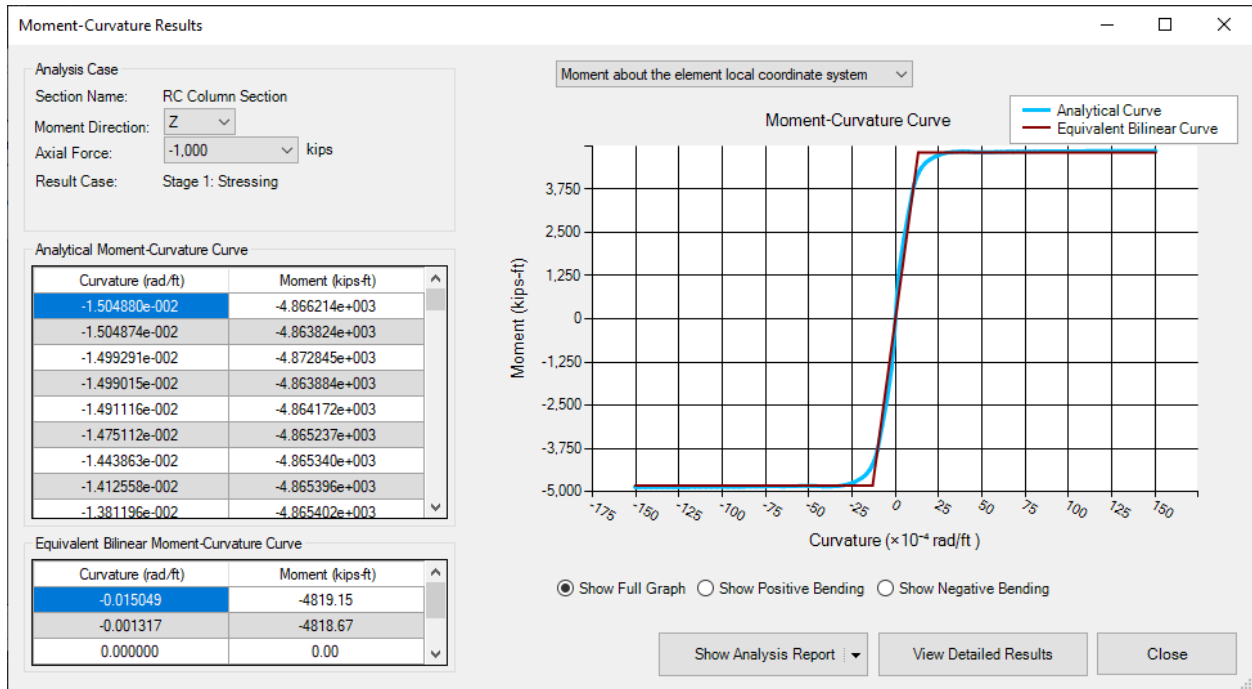 Moment-Curvature Results
Analysis Case
Section Name: RC Column Section
Moment Direction: Z
Axial Force: -1,000 kips
Result Case: Stage 1: Stressing
Analytical Moment-Curvature Curve
Curvature (rad/ft) Moment (kips-ft)
-1.504880e-002 -4.866214e+003
-1.504874e-002 -4.863824e+003
-1.499291e-002 -4.872845e+003
-1.499015e-002 -4.863884e+003
-1.491116e-002 -4.864172e+003
-1.475112e-002 -4.865237e+003
-1.443863e-002 -4.865340e+003
-1.412558e-002 -4.865396e+003
-1.381196e-002 -4.865402e+003
Equivalent Bilinear Moment-Curvature Curve
Curvature (rad/ft) Moment (kips-ft)
-0.015049 -4819.15
-0.001317 -4818.67
0.000000 0.00
Moment about the element local coordinate system
Moment-Curvature Curve
Analytical Curve
Equivalent Bilinear Curve
Moment (kips-ft)
3,750
2,500
1,250
0
-1,250
-2,500
-3,750
-5,000
-175 -150 -125 -100 -75 -50 -25 0 25 50 75 100 125 150
Curvature (×10⁻⁴ rad/ft )
Show Full Graph Show Positive Bending Show Negative Bending
Show Analysis Report View Detailed Results Close